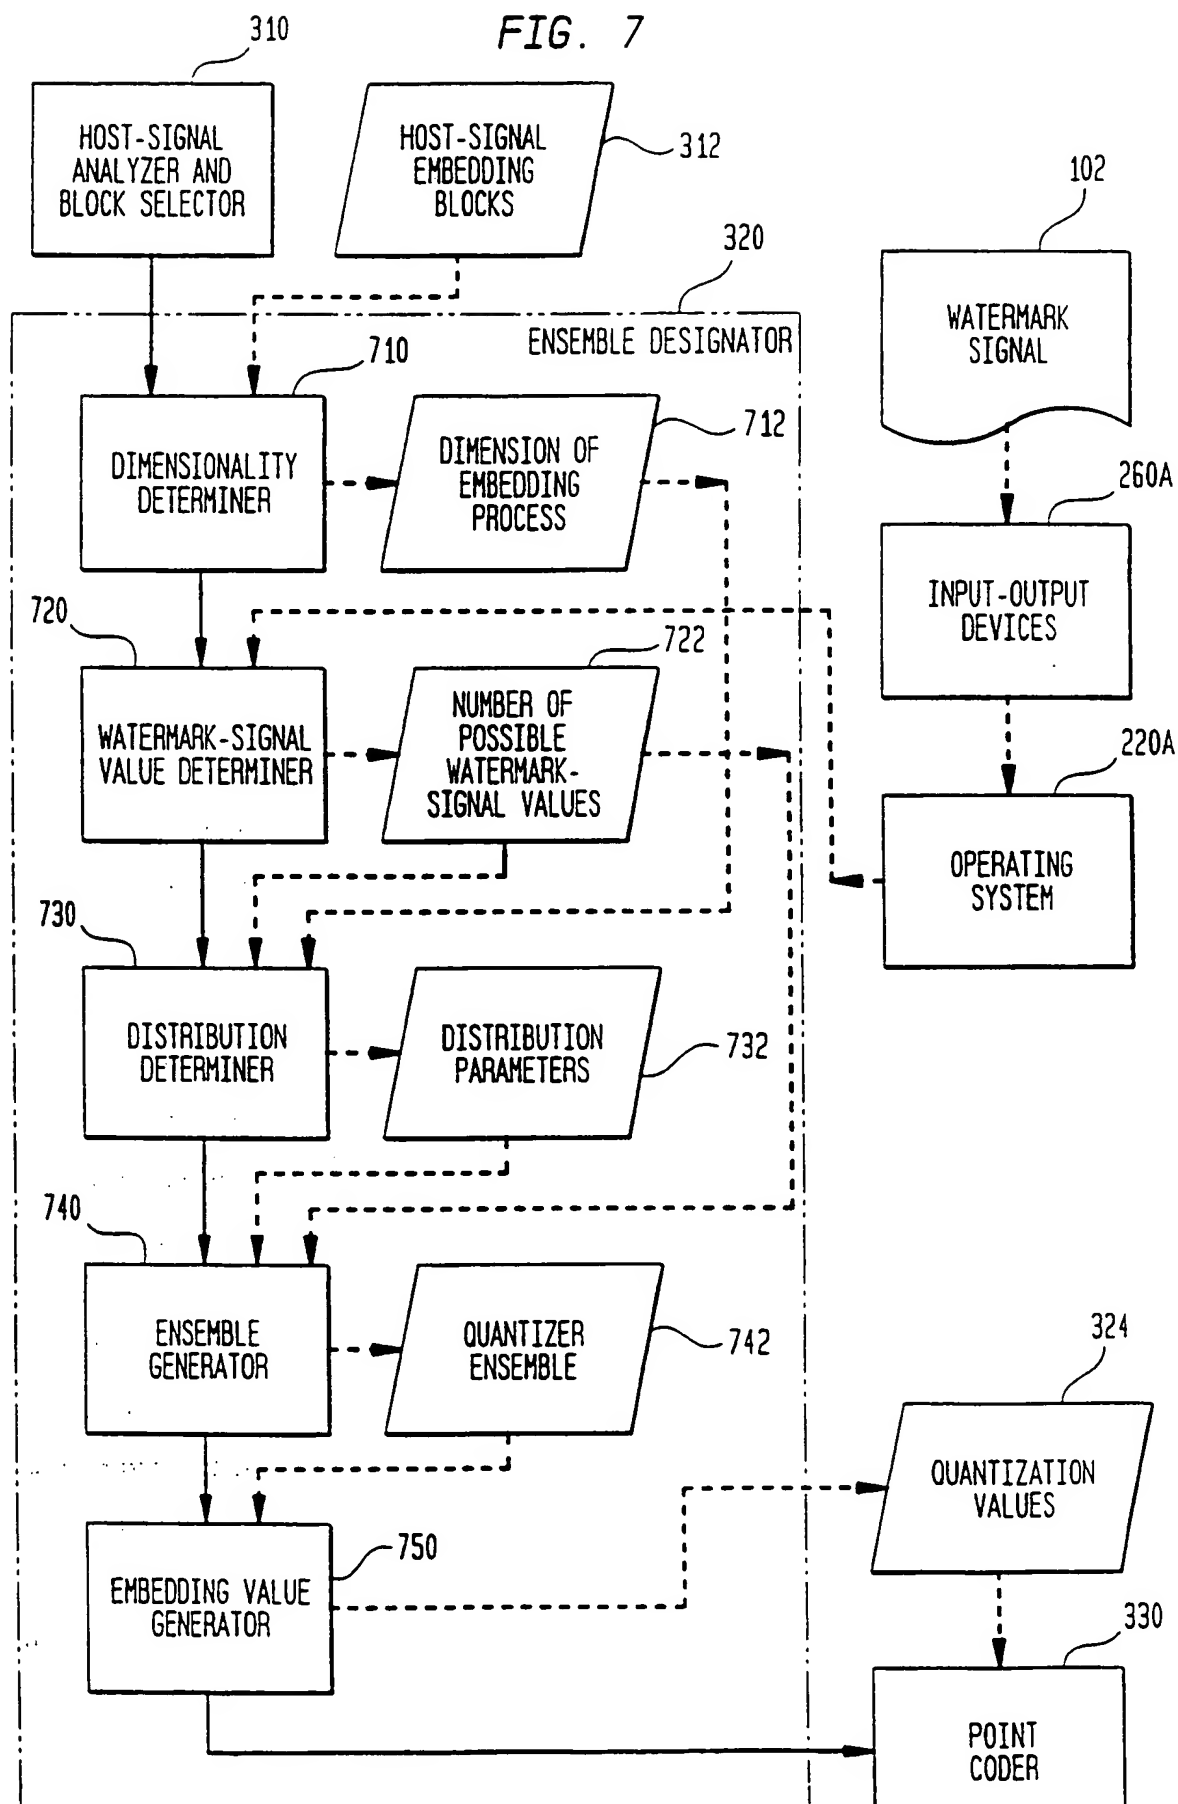 FIG. 7
310
HOST-SIGNAL
ANALYZER AND
BLOCK SELECTOR
HOST-SIGNAL
EMBEDDING
BLOCKS
312
102
WATERMARK
SIGNAL
320
ENSEMBLE DESIGNATOR
710
DIMENSIONALITY
DETERMINER
DIMENSION OF
EMBEDDING
PROCESS
712
260A
INPUT-OUTPUT
DEVICES
720
WATERMARK-SIGNAL
VALUE DETERMINER
722
NUMBER OF
POSSIBLE
WATERMARK-
SIGNAL VALUES
220A
OPERATING
SYSTEM
730
DISTRIBUTION
DETERMINER
DISTRIBUTION
PARAMETERS
732
740
ENSEMBLE
GENERATOR
QUANTIZER
ENSEMBLE
742
324
QUANTIZATION
VALUES
750
EMBEDDING VALUE
GENERATOR
330
POINT
CODER